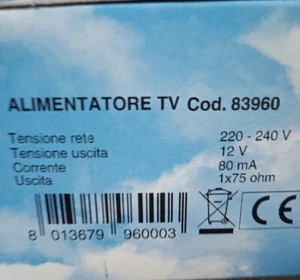 ALIMENTATORE TV Cod. 83960
Tensione rete 220 - 240 V
Tensione uscita 12 V
Corrente 80 mA
Uscita 1x75 ohm
8 013679 960003
CE